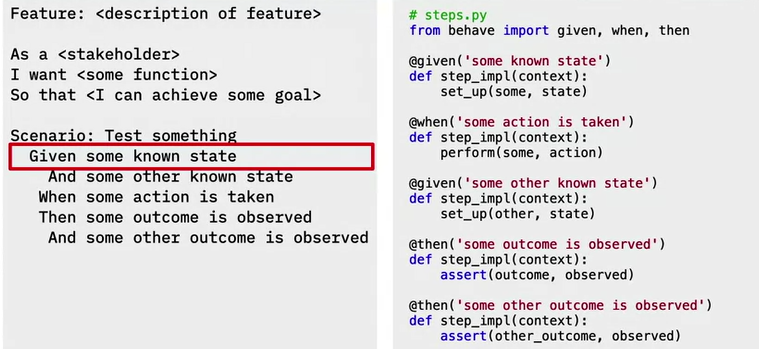 Feature: <description of feature>
As a <stakeholder>
I want <some function>
So that <I can achieve some goal>
Scenario: Test something
Given some known state
And some other known state
When some action is taken
Then some outcome is observed
And some other outcome is observed
# steps.py
from behave import given, when, then
@given('some known state')
def step_impl(context):
set_up(some, state)
@when('some action is taken')
def step_impl(context):
perform(some, action)
@given('some other known state')
def step_impl(context):
set_up(other, state)
@then('some outcome is observed')
def step_impl(context):
assert(outcome, observed)
@then('some other outcome is observed')
def step_impl(context):
assert(other_outcome, observed)